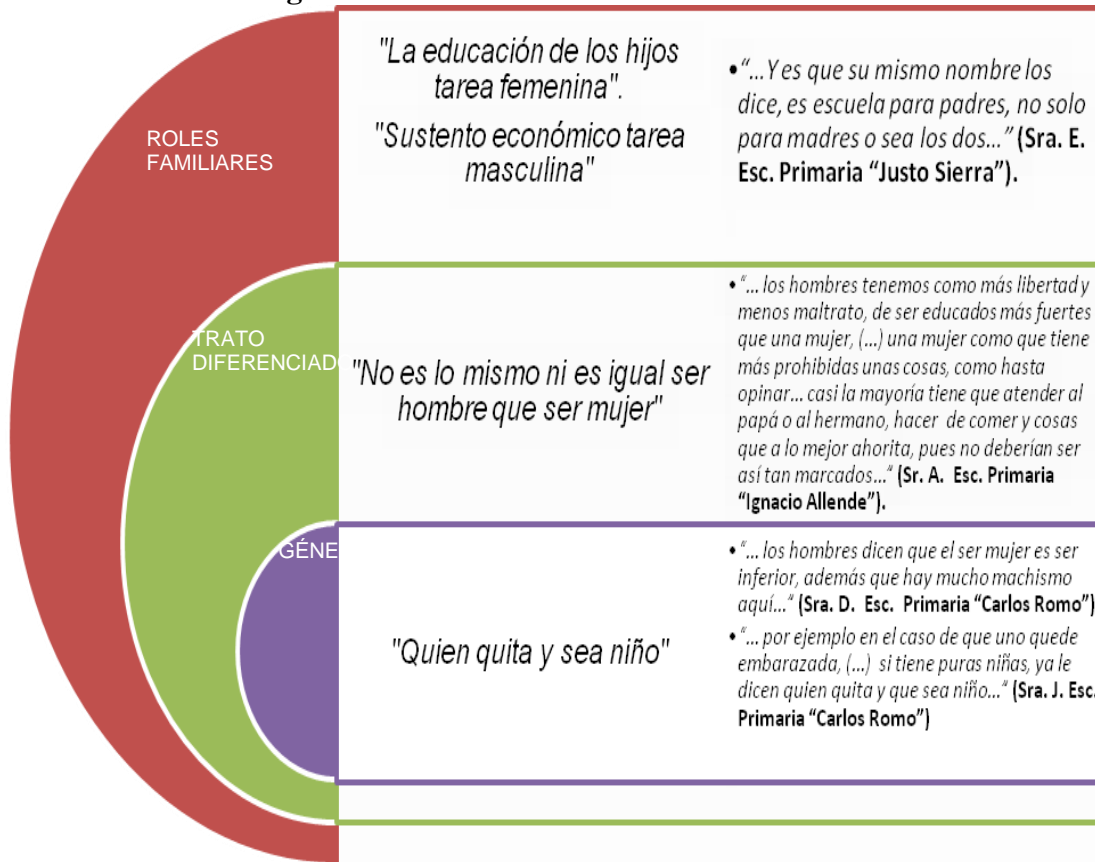 ROLES
FAMILIARES
"La educación de los hijos
tarea femenina".
"Sustento económico tarea
masculina"
•"...Y es que su mismo nombre los
dice, es escuela para padres, no solo
para madres o sea los dos..." (Sra. E.
Esc. Primaria "Justo Sierra").
TRATO
DIFERENCIADO
"No es lo mismo ni es igual ser
hombre que ser mujer"
• "... los hombres tenemos como más libertad y
menos maltrato, de ser educados más fuertes
que una mujer, (...) una mujer como que tiene
más prohibidas unas cosas, como hasta
opinar... casi la mayoría tiene que atender al
papá o al hermano, hacer de comer y cosas
que a lo mejor ahorita, pues no deberían ser
así tan marcados..." (Sr. A. Esc. Primaria
"Ignacio Allende").
GÉNE
"Quien quita y sea niño"
• "... los hombres dicen que el ser mujer es ser
inferior, además que hay mucho machismo
aquí..." (Sra. D. Esc. Primaria "Carlos Romo")
• "... por ejemplo en el caso de que uno quede
embarazada, (...) si tiene puras niñas, ya le
dicen quien quita y que sea niño..." (Sra. J. Esc.
Primaria "Carlos Romo")